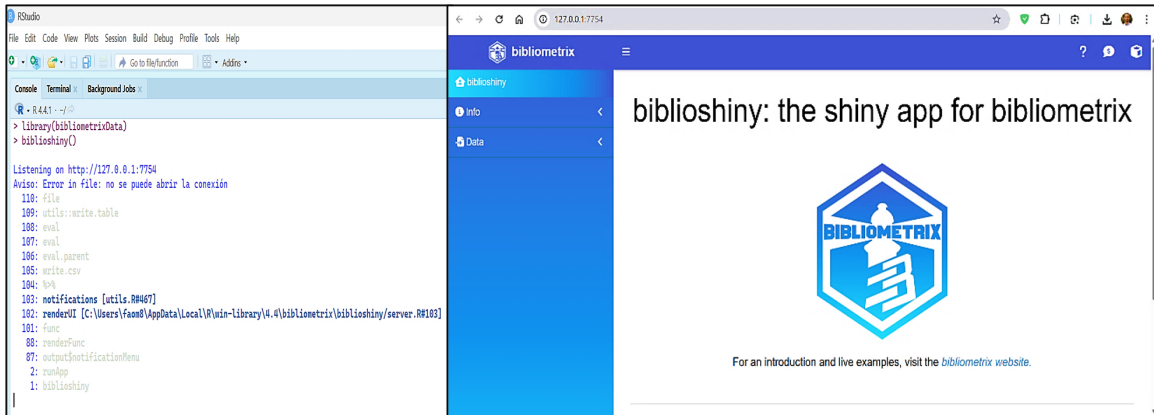 RStudio
File Edit Code View Plots Session Build Debug Profile Tools Help
Go to file/function Addins
Console Terminal Background Jobs
R 4.4.1 · ~/
> library(bibliometrixData)
> biblioshiny()
Listening on http://127.0.0.1:7754
Aviso: Error in file: no se puede abrir la conexión
110: file
109: utils::write.table
108: eval
107: eval
106: eval.parent
105: write.csv
104: %>%
103: notifications [utils.R#467]
102: renderUI [C:\Users\faom8\AppData\Local\R\win-library\4.4\bibliometrix\biblioshiny/server.R#103]
101: func
88: renderFunc
87: output$notificationMenu
2: runApp
1: biblioshiny
127.0.0.1:7754
bibliometrix
biblioshiny
Info
Data
biblioshiny: the shiny app for bibliometrix
BIBLIOMETRIX
For an introduction and live examples, visit the bibliometrix website.